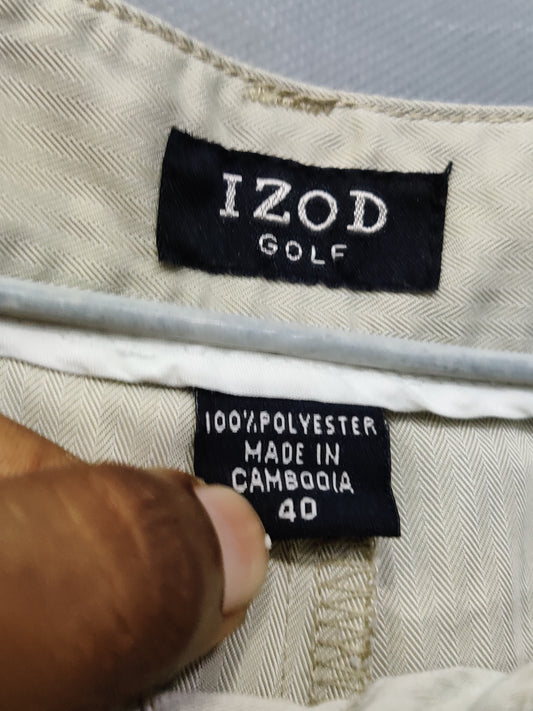 IZOD
GOLF
100% POLYESTER
MADE IN
CAMBODIA
40